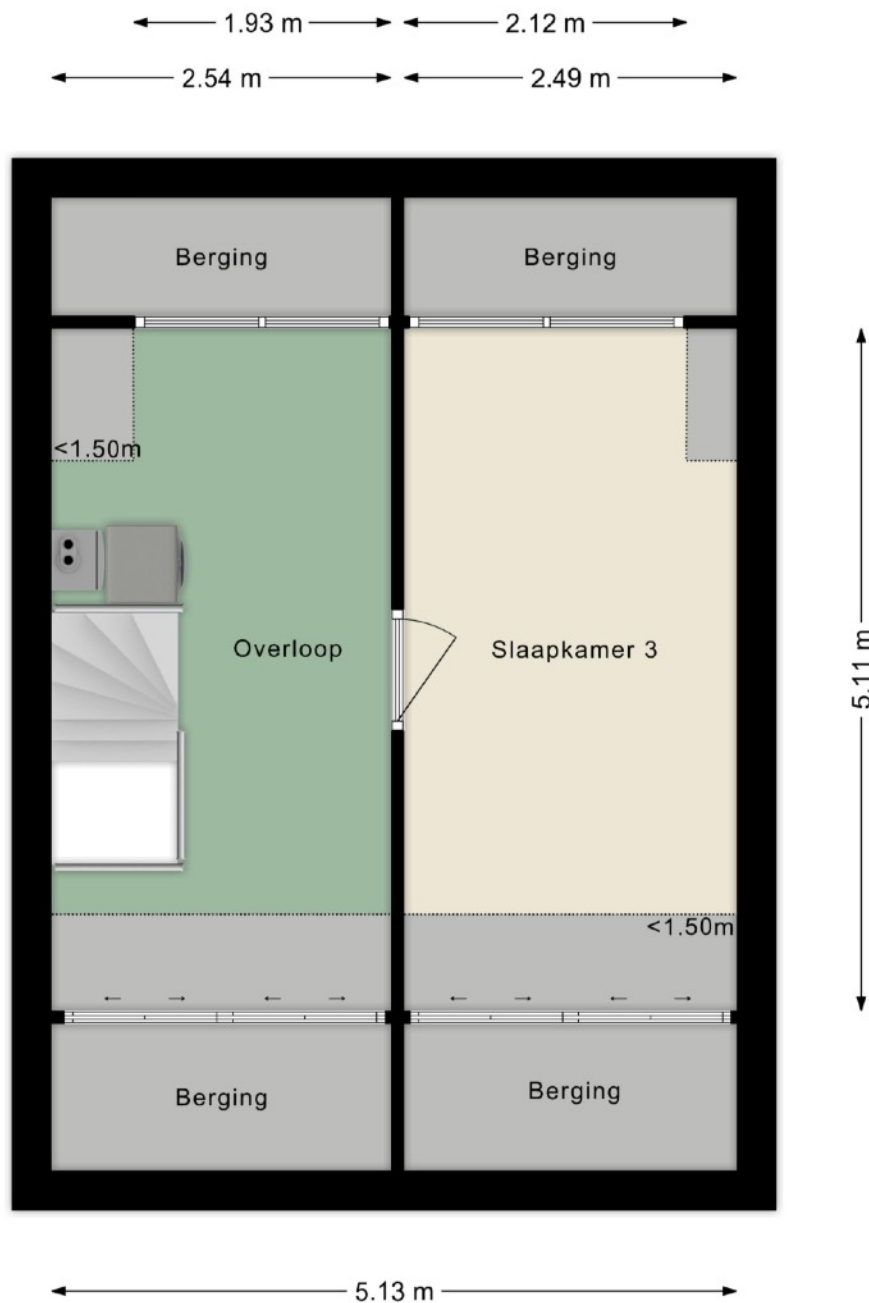 1.93 m
2.12 m
2.54 m
2.49 m
Berging
Berging
<1.50m
Overloop
Slaapkamer 3
5.11 m
<1.50m
Berging
Berging
5.13 m